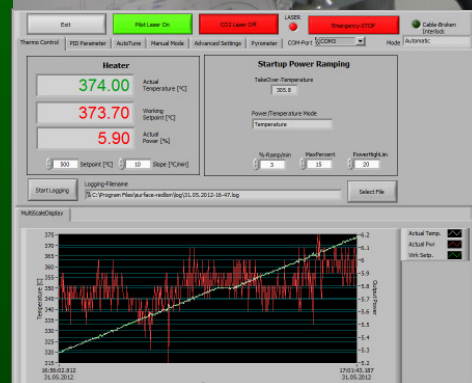 LASER
Exit
Pilot Laser On
CO2 Laser Off
Emergency-STOP
Cable-Broken
Interlock
Thermo Control
PID Parameter
AutoTune
Manual Mode
Advanced Settings
Pyrometer
COM-Port
COM3
Mode
Automatic
Heater
374.00
Actual
Temperature [°C]
373.70
Working
Setpoint [°C]
5.90
Actual
Power [%]
500
Setpoint [°C]
10
Slope [°C/min]
Startup Power Ramping
TakeOver-Temperature
305.8
Power/Temperature Mode
Temperature
%-Ramp/min
MaxPercent
PowerHighLim
3
15
20
Start Logging
Logging-Filename
C:\Program Files\surface-redlion\log\31.05.2012-16-47.log
Select File
MultiScaleDisplay
Actual Temp.
Actual Pwr
Wrk Setp.
Temperature [C]
375
370
365
360
355
350
345
340
335
330
325
320
315
Output Power
6.2
6.1
6
5.9
5.8
5.7
5.6
5.5
5.4
5.3
5.2
16:56:02.812
31.05.2012
17:01:43.187
31.05.2012